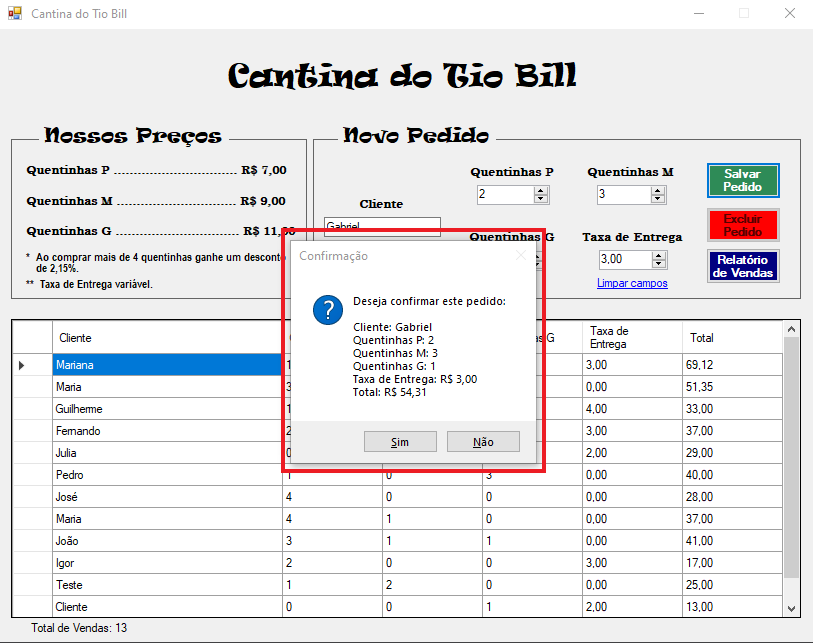 Cantina do Tio Bill
Cantina do Tio Bill
Nossos Preços
Quentinhas P ................................ R$ 7,00
Quentinhas M ............................... R$ 9,00
Quentinhas G ................................ R$ 11,00
* Ao comprar mais de 4 quentinhas ganhe um desconto
de 2,15%.
** Taxa de Entrega variável.
Novo Pedido
Cliente
Gabriel
Quentinhas P
2
Quentinhas M
3
Quentinhas G
Taxa de Entrega
3,00
Limpar campos
Salvar
Pedido
Excluir
Pedido
Relatório
de Vendas
Confirmação
Deseja confirmar este pedido:
Cliente: Gabriel
Quentinhas P: 2
Quentinhas M: 3
Quentinhas G: 1
Taxa de Entrega: R$ 3,00
Total: R$ 54,31
Sim
Não
Cliente G Taxa de Entrega Total
Mariana 1 3,00 69,12
Maria 3 0,00 51,35
Guilherme 1 4,00 33,00
Fernando 2 3,00 37,00
Julia 0 2,00 29,00
Pedro 1 0 3 0,00 40,00
José 4 0 0 0,00 28,00
Maria 4 1 0 0,00 37,00
João 3 1 1 0,00 41,00
Igor 2 0 0 3,00 17,00
Teste 1 2 0 0,00 25,00
Cliente 0 0 1 2,00 13,00
Total de Vendas: 13